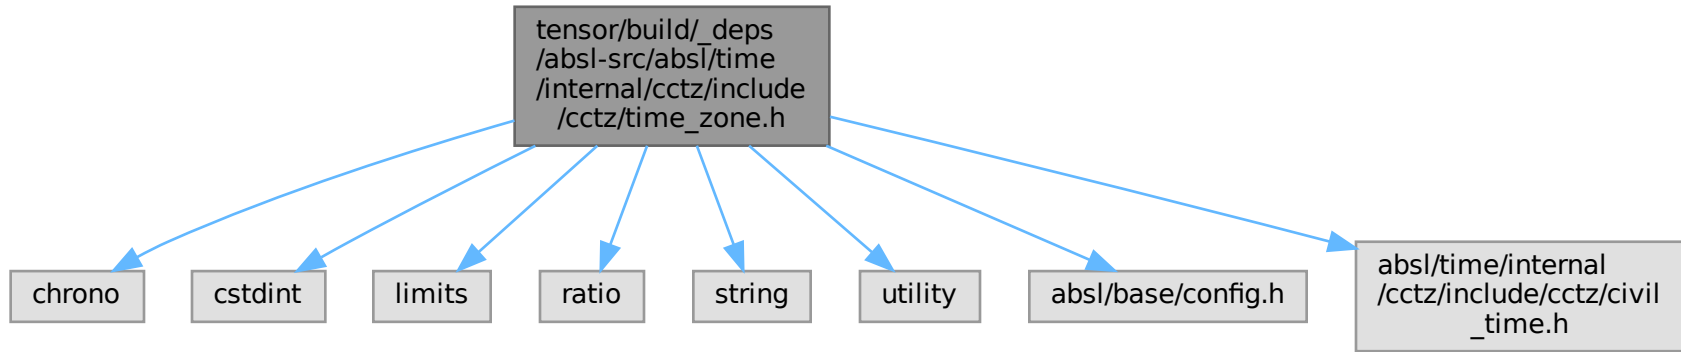 tensor/build/_deps
/absl-src/absl/time
/internal/cctz/include
/cctz/time_zone.h
chrono
cstdint
limits
ratio
string
utility
absl/base/config.h
absl/time/internal
/cctz/include/cctz/civil
_time.h